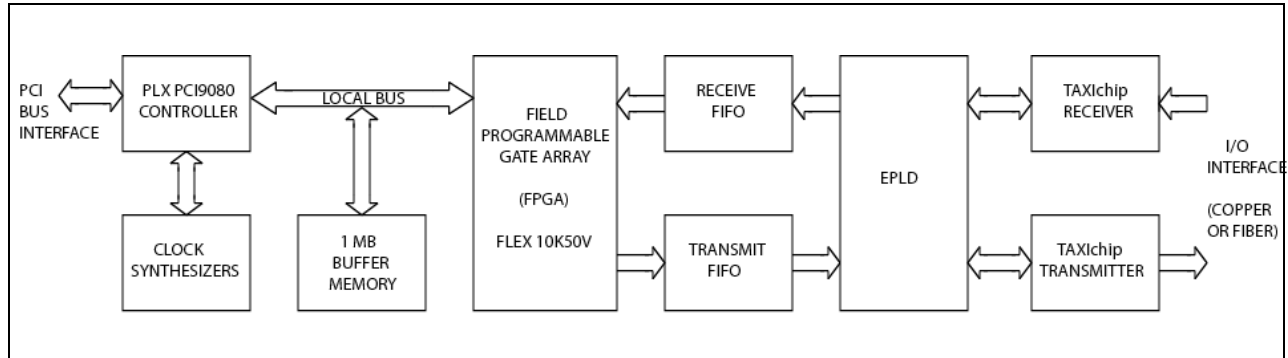 PCI
BUS
INTERFACE
PLX PCI9080
CONTROLLER
LOCAL BUS
CLOCK
SYNTHESIZERS
1 MB
BUFFER
MEMORY
FIELD
PROGRAMMABLE
GATE ARRAY
(FPGA)
FLEX 10K50V
RECEIVE
FIFO
TRANSMIT
FIFO
EPLD
TAXIchip
RECEIVER
TAXIchip
TRANSMITTER
I/O
INTERFACE
(COPPER
OR FIBER)